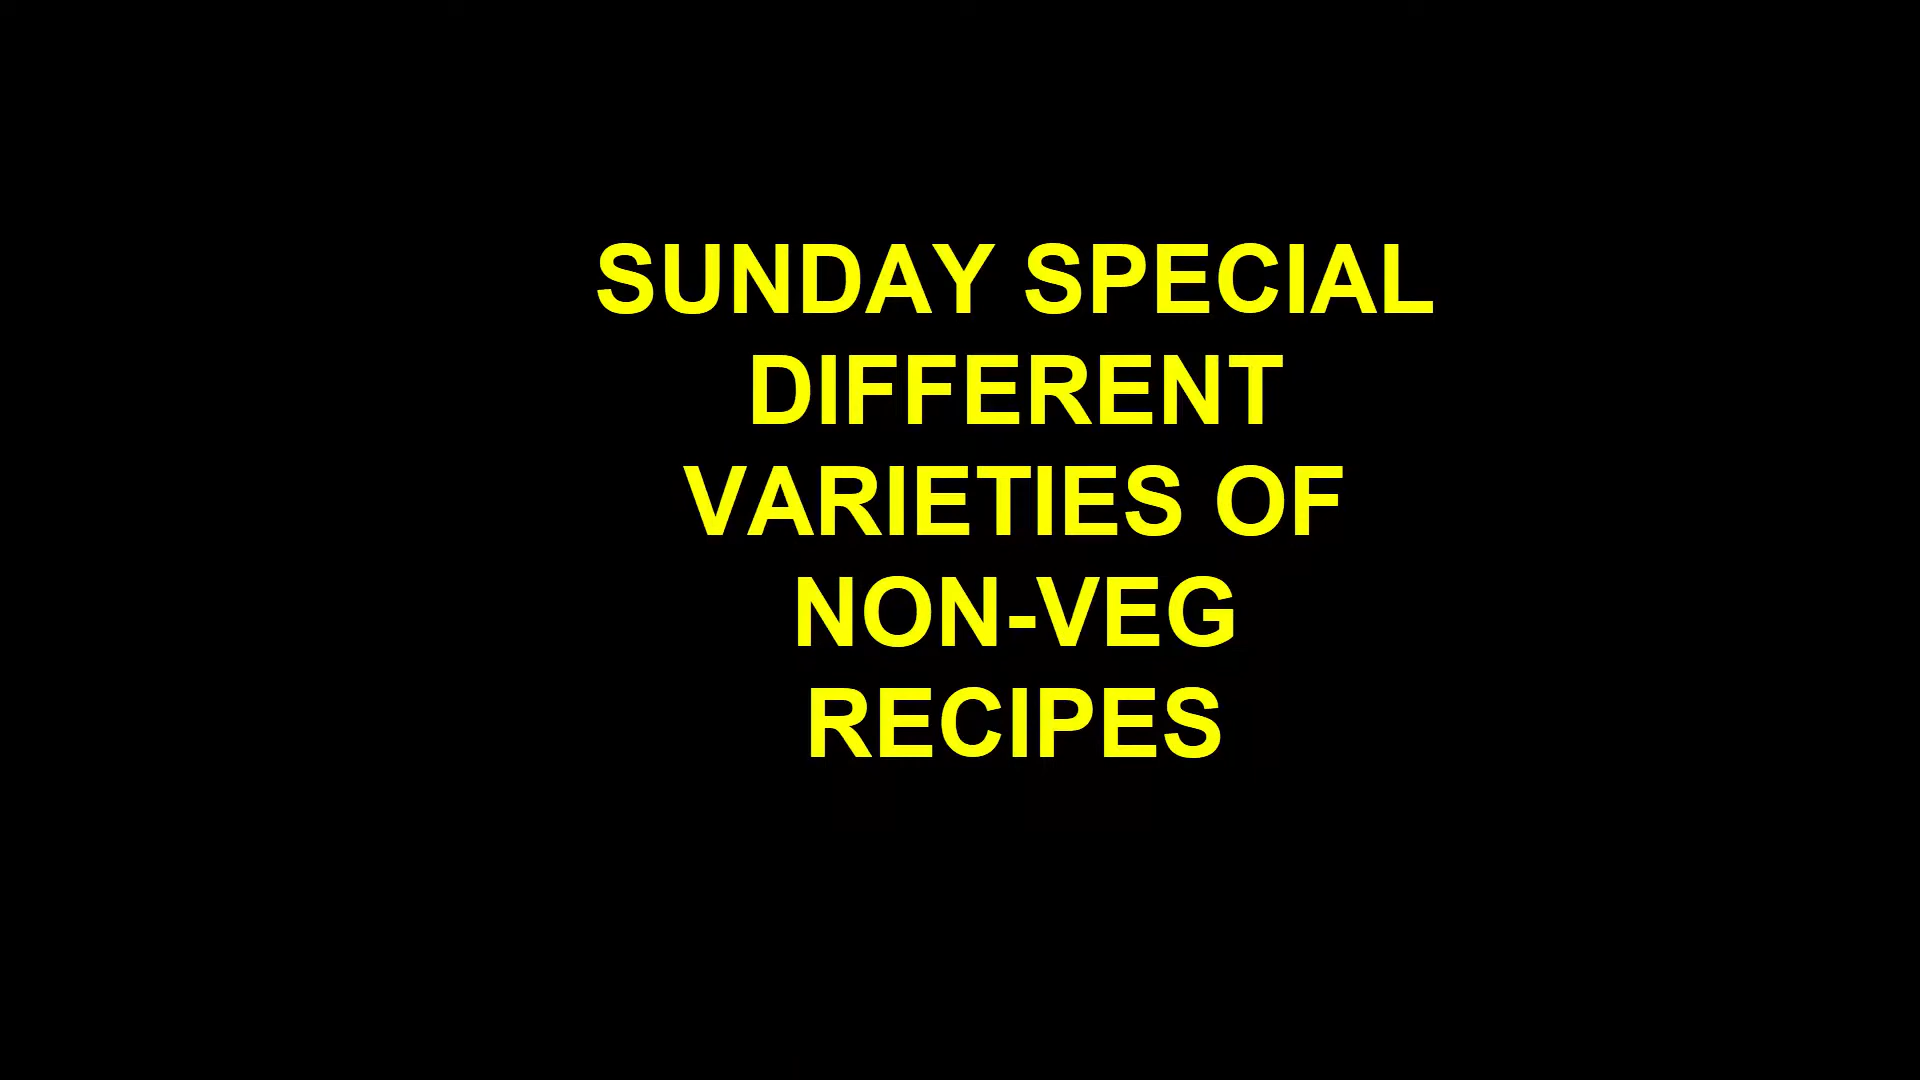 SUNDAY SPECIAL
DIFFERENT
VARIETIES OF
NON-VEG
RECIPES